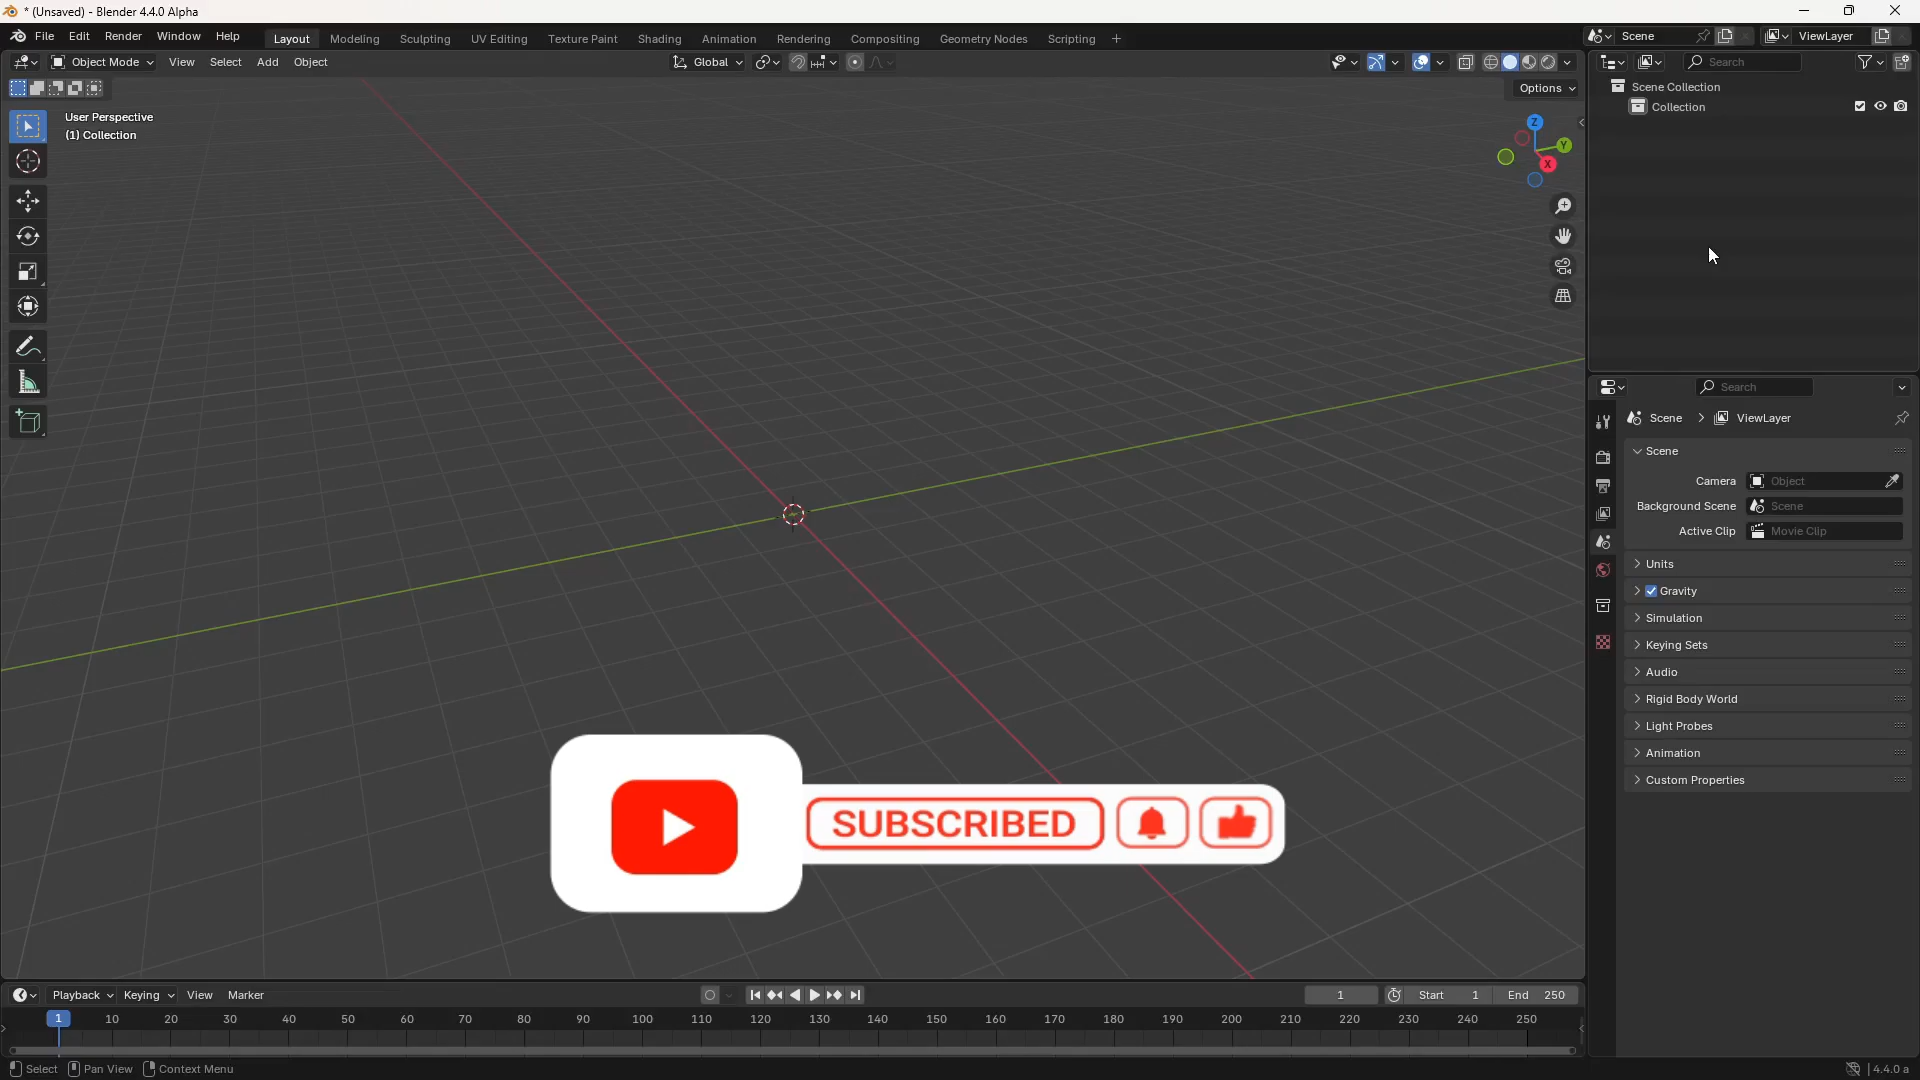 * (Unsaved) - Blender 4.4.0 Alpha
File Edit Render Window Help Layout Modeling Sculpting UV Editing Texture Paint Shading Animation Rendering Compositing Geometry Nodes Scripting + Scene ViewLayer
Object Mode View Select Add Object Global Search
Options
User Perspective
(1) Collection
Scene Collection
Collection
Z
Y
X
Search
Scene > ViewLayer
Scene
Camera Object
Background Scene Scene
Active Clip Movie Clip
Units
Gravity
Simulation
Keying Sets
Audio
Rigid Body World
Light Probes
Animation
Custom Properties
SUBSCRIBED
Playback Keying View Marker 1 Start 1 End 250
1 10 20 30 40 50 60 70 80 90 100 110 120 130 140 150 160 170 180 190 200 210 220 230 240 250
Select Pan View Context Menu 4.4.0 a